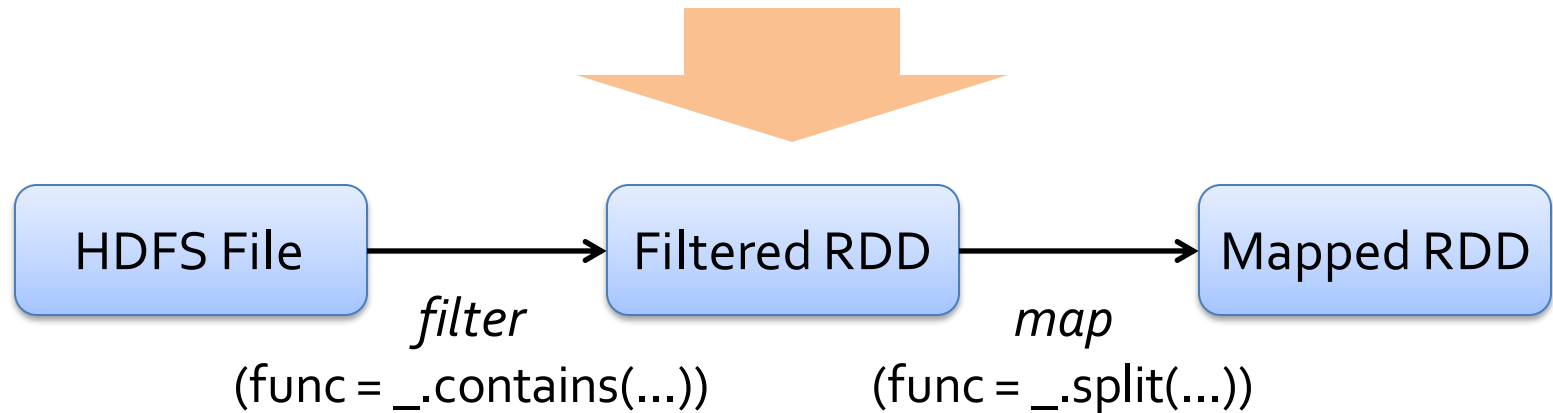 HDFS File
Filtered RDD
Mapped RDD
filter
(func = _.contains(...))
map
(func = _.split(...))